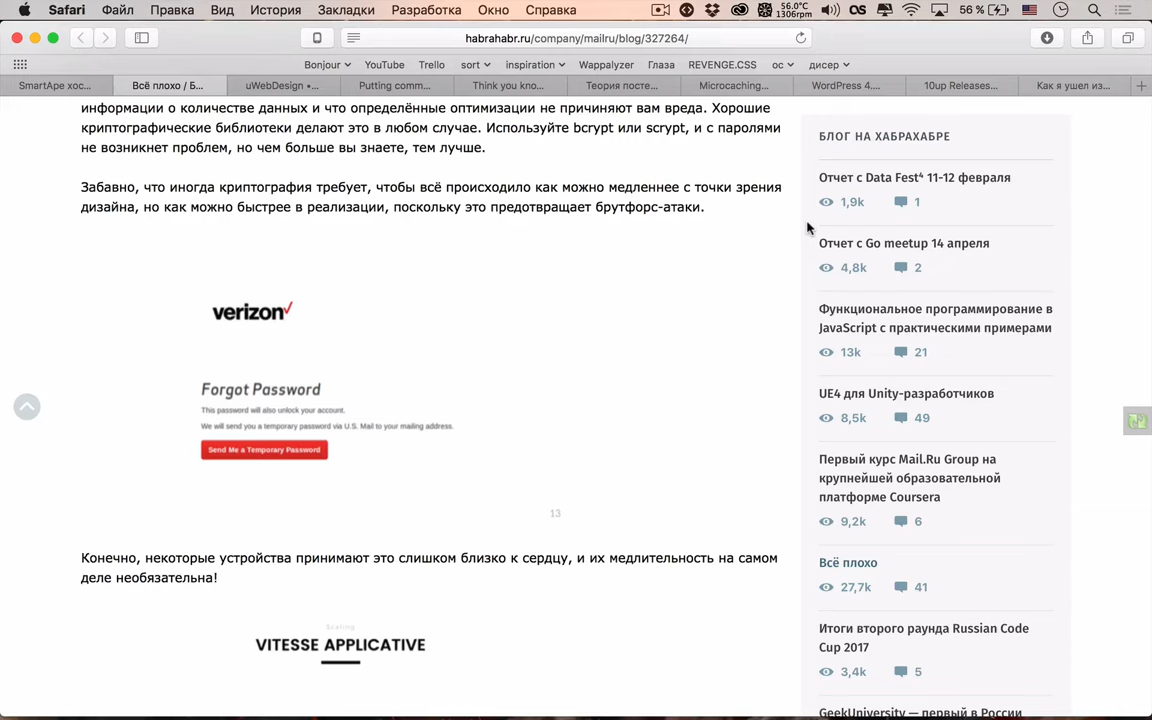 Safari Файл Правка Вид История Закладки Разработка Окно Справка 56.0°C 1306rpm 56 %
habrahabr.ru/company/mailru/blog/327264/
Bonjour YouTube Trello sort inspiration Wappalyzer Глаза REVENGE.CSS ос дисер
SmartApe хос... Всё плохо / Б... uWebDesign •... Putting comm... Think you kno... Теория посте... Microcaching... WordPress 4.... 10up Releases... Как я ушел из...
информации о количестве данных и что определённые оптимизации не причиняют вам вреда. Хорошие
криптографические библиотеки делают это в любом случае. Используйте bcrypt или scrypt, и с паролями
не возникнет проблем, но чем больше вы знаете, тем лучше.
Забавно, что иногда криптография требует, чтобы всё происходило как можно медленнее с точки зрения
дизайна, но как можно быстрее в реализации, поскольку это предотвращает брутфорс-атаки.
verizon
Forgot Password
This password will also unlock your account.
We will send you a temporary password via U.S. Mail to your mailing address.
Send Me a Temporary Password
13
Конечно, некоторые устройства принимают это слишком близко к сердцу, и их медлительность на самом
деле необязательна!
Scaling
VITESSE APPLICATIVE
БЛОГ НА ХАБРАХАБРЕ
Отчет с Data Fest⁴ 11-12 февраля
1,9k 1
Отчет с Go meetup 14 апреля
4,8k 2
Функциональное программирование в
JavaScript с практическими примерами
13k 21
UE4 для Unity-разработчиков
8,5k 49
Первый курс Mail.Ru Group на
крупнейшей образовательной
платформе Coursera
9,2k 6
Всё плохо
27,7k 41
Итоги второго раунда Russian Code
Cup 2017
3,4k 5
GeekUniversity — первый в России